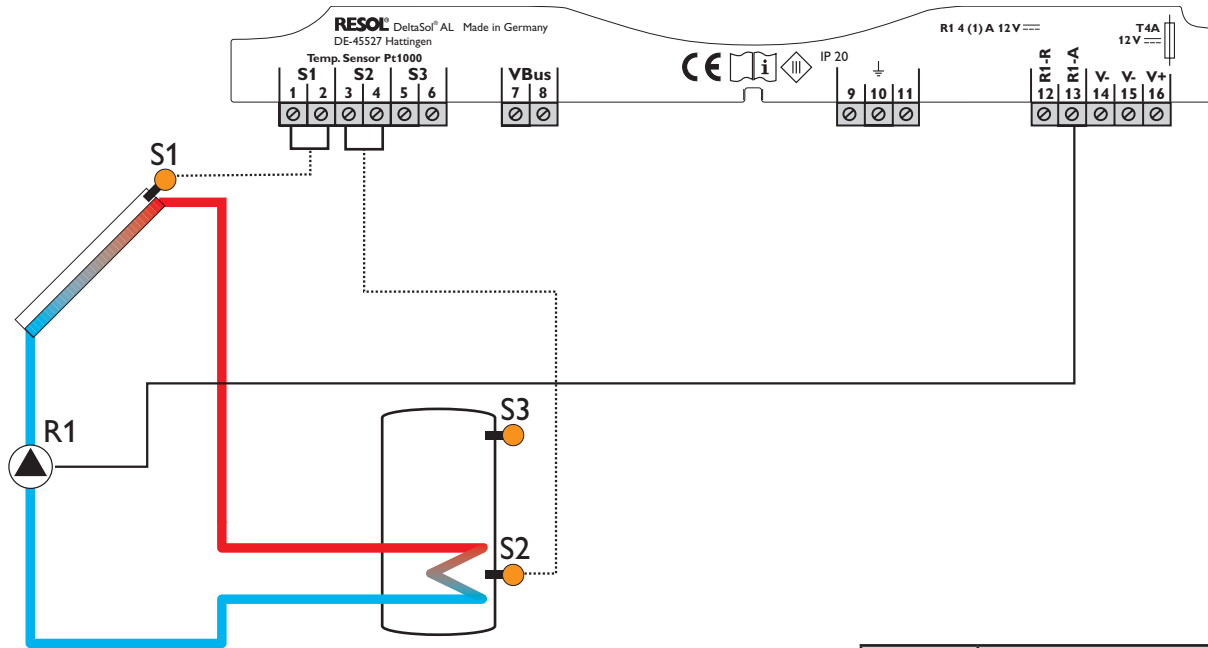 RESOL® DeltaSol® AL Made in Germany
DE-45527 Hattingen
Temp. Sensor Pt1000
S1 S2 S3
1 2 3 4 5 6
VBus
7 8
IP 20
9 10 11
R1 4 (1) A 12 V
T4A
12 V
R1-R R1-A V- V- V+
12 13 14 15 16
S1
R1
S3
S2